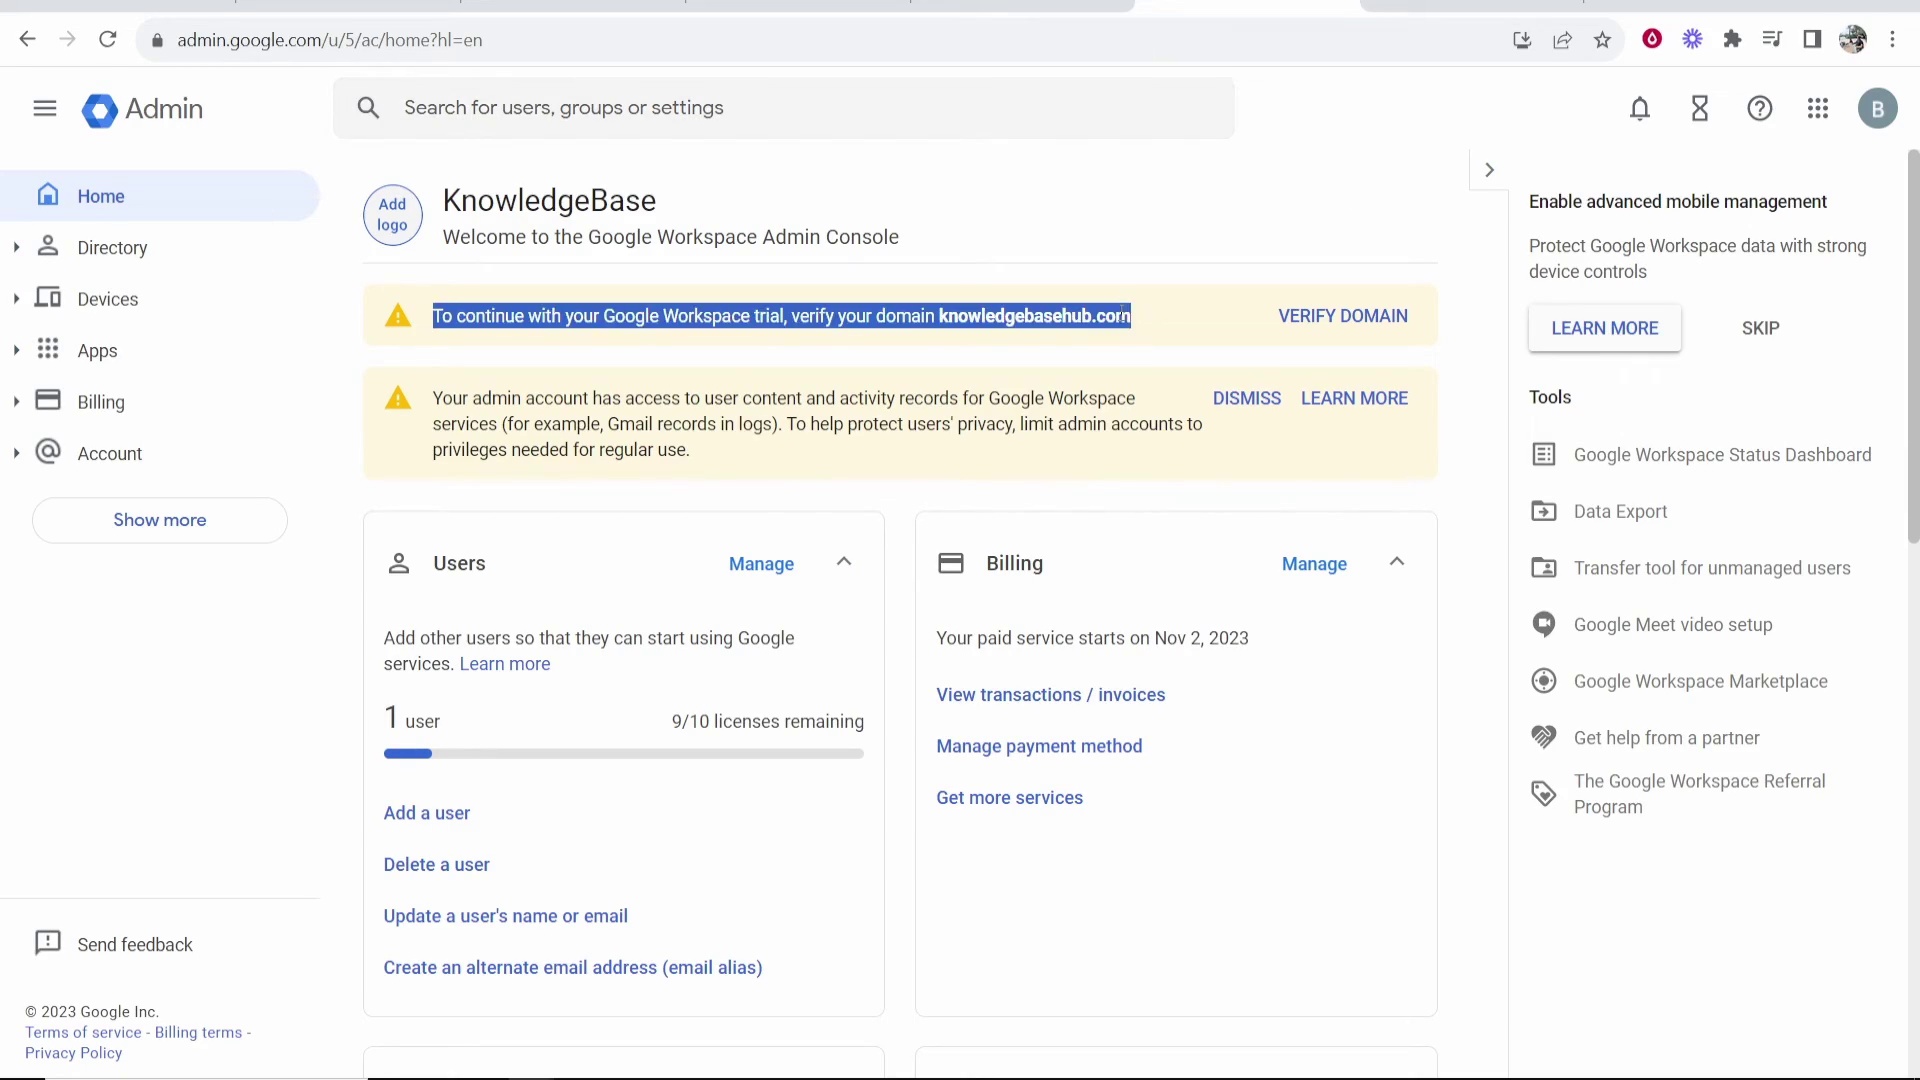 admin.google.com/u/5/ac/home?hl=en
Admin
Search for users, groups or settings
B
Home
Directory
Devices
Apps
Billing
Account
Show more
Send feedback
© 2023 Google Inc.
Terms of service - Billing terms -
Privacy Policy
Add
logo
KnowledgeBase
Welcome to the Google Workspace Admin Console
To continue with your Google Workspace trial, verify your domain knowledgebasehub.com
VERIFY DOMAIN
Your admin account has access to user content and activity records for Google Workspace
services (for example, Gmail records in logs). To help protect users' privacy, limit admin accounts to
privileges needed for regular use.
DISMISS LEARN MORE
Users
Manage
Add other users so that they can start using Google
services. Learn more
1 user
9/10 licenses remaining
Add a user
Delete a user
Update a user's name or email
Create an alternate email address (email alias)
Billing
Manage
Your paid service starts on Nov 2, 2023
View transactions / invoices
Manage payment method
Get more services
Enable advanced mobile management
Protect Google Workspace data with strong
device controls
LEARN MORE
SKIP
Tools
Google Workspace Status Dashboard
Data Export
Transfer tool for unmanaged users
Google Meet video setup
Google Workspace Marketplace
Get help from a partner
The Google Workspace Referral
Program